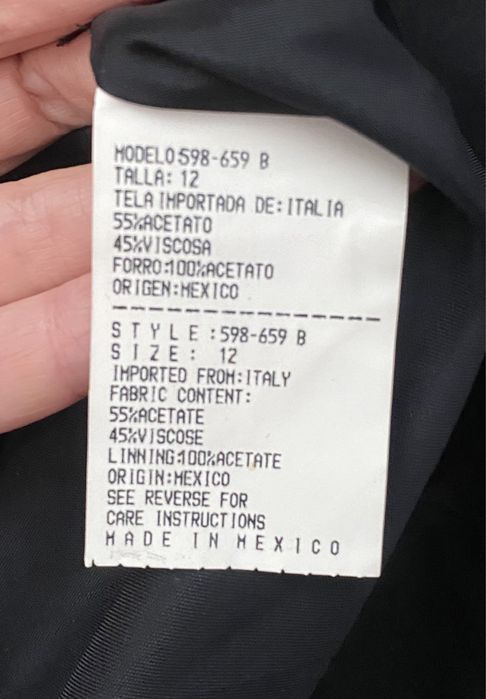 MODELO:598-659 B
TALLA: 12
TELA IMPORTADA DE:ITALIA
55%ACETATO
45%VISCOSA
FORRO:100%ACETATO
ORIGEN:MEXICO
STYLE:598-659 B
SIZE: 12
IMPORTED FROM:ITALY
FABRIC CONTENT:
55%ACETATE
45%VISCOSE
LINNING:100%ACETATE
ORIGIN:MEXICO
SEE REVERSE FOR
CARE INSTRUCTIONS
MADE IN MEXICO